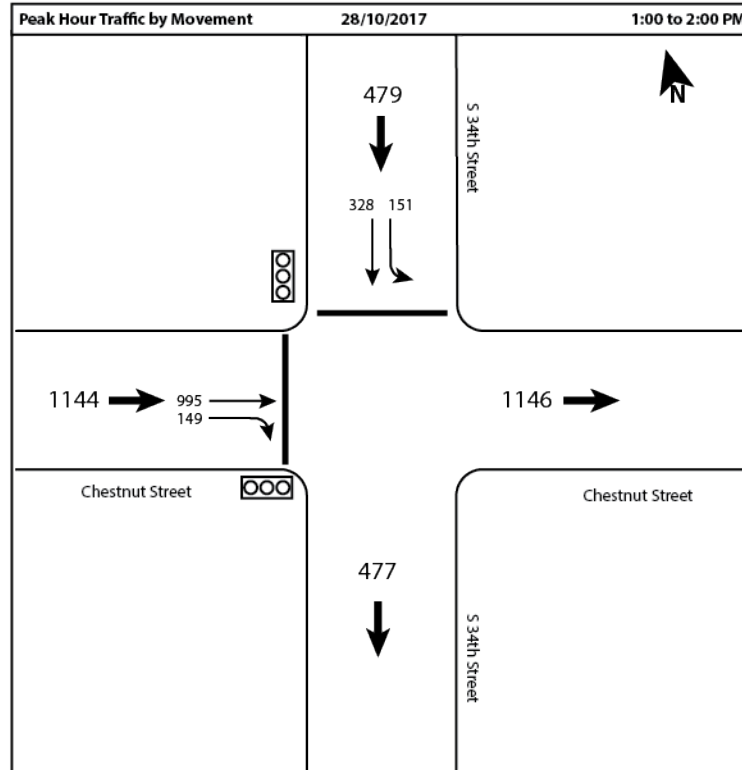 Peak Hour Traffic by Movement 28/10/2017 1:00 to 2:00 PM
N
479
S 34th Street
328 151
1144 995 1146
149
Chestnut Street Chestnut Street
477
S 34th Street